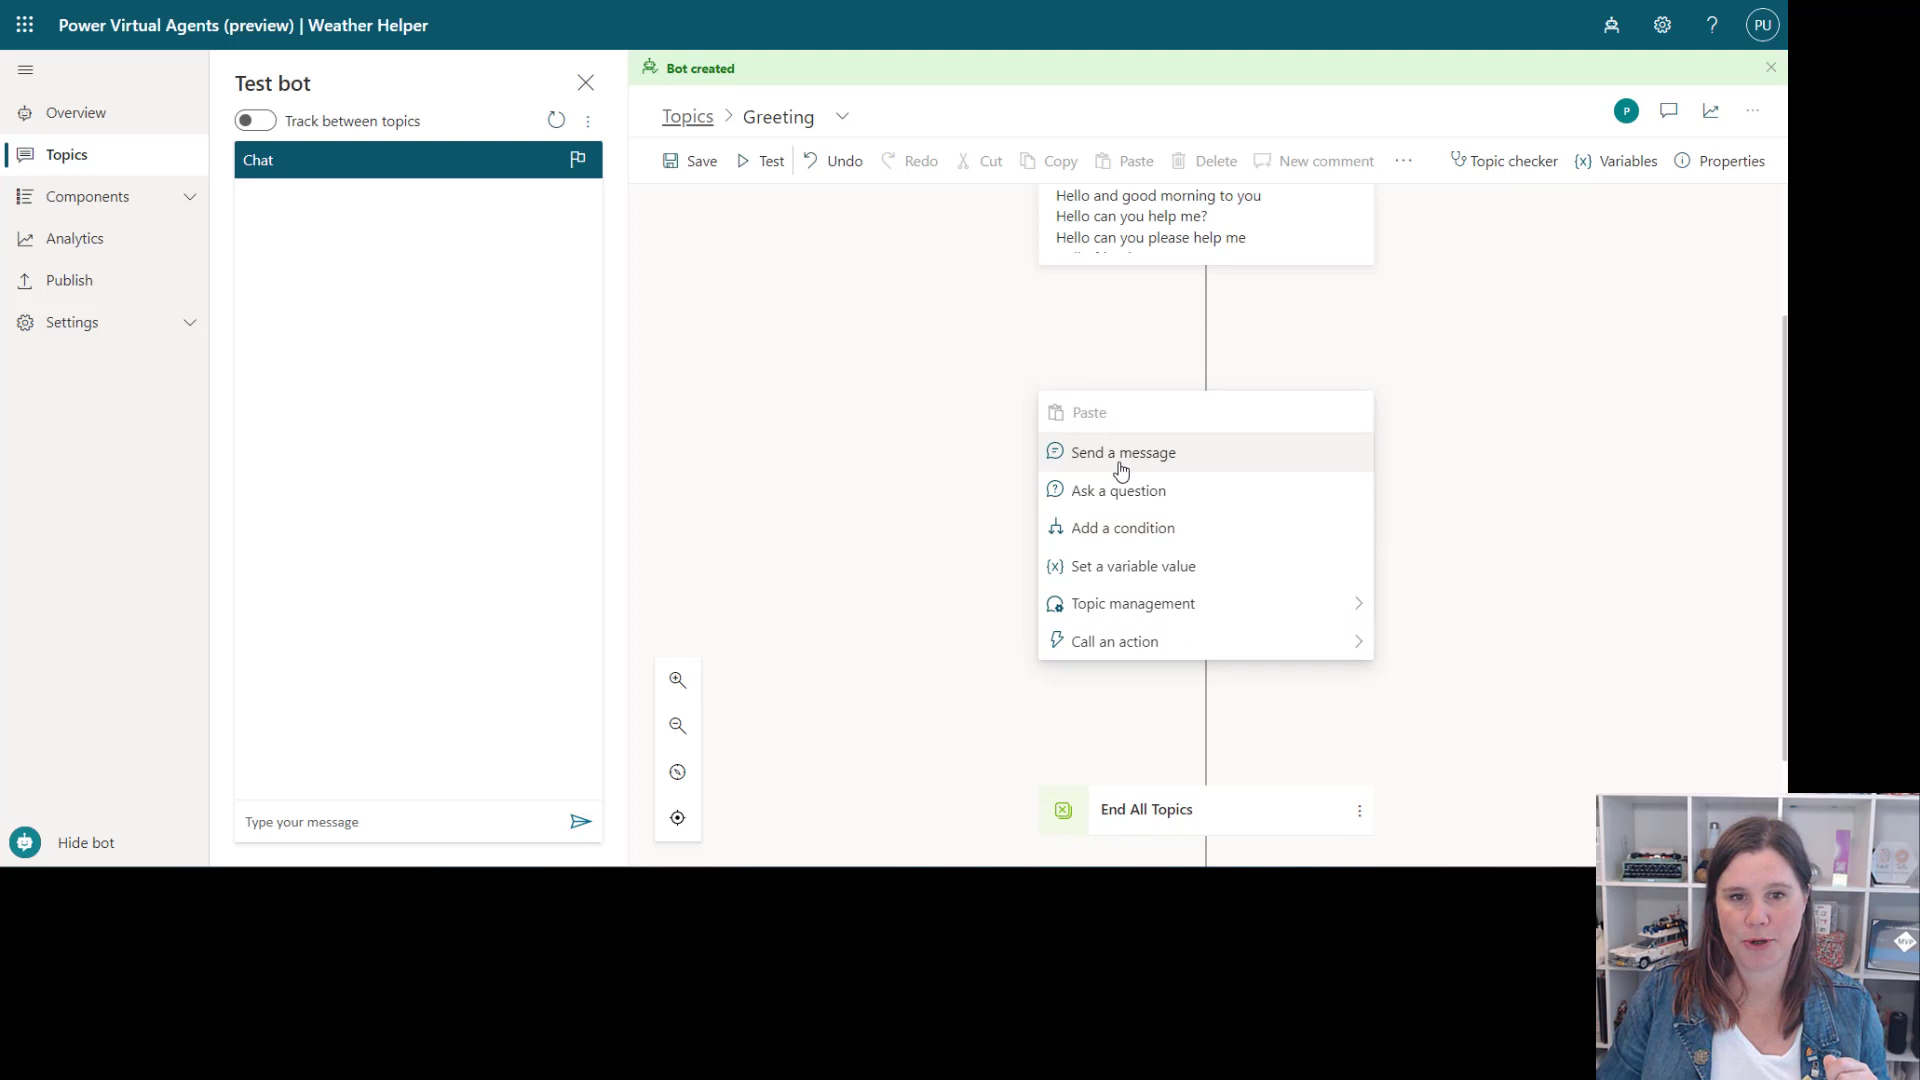 Power Virtual Agents (preview) | Weather Helper
PU
Test bot
Track between topics
Chat
Type your message
Overview
Topics
Components
Analytics
Publish
Settings
Hide bot
Bot created
Topics > Greeting
P
Save
Test
Undo
Redo
Cut
Copy
Paste
Delete
New comment
Topic checker
{x} Variables
Properties
Hello and good morning to you
Hello can you help me?
Hello can you please help me
Paste
Send a message
Ask a question
Add a condition
{x} Set a variable value
Topic management
Call an action
End All Topics
MVP